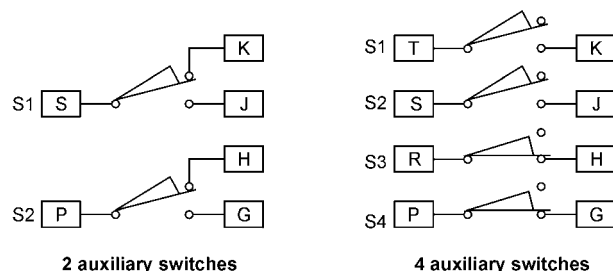 K
S1 S J
H
S2 P G
2 auxiliary switches
S1 T K
S2 S J
S3 R H
S4 P G
4 auxiliary switches